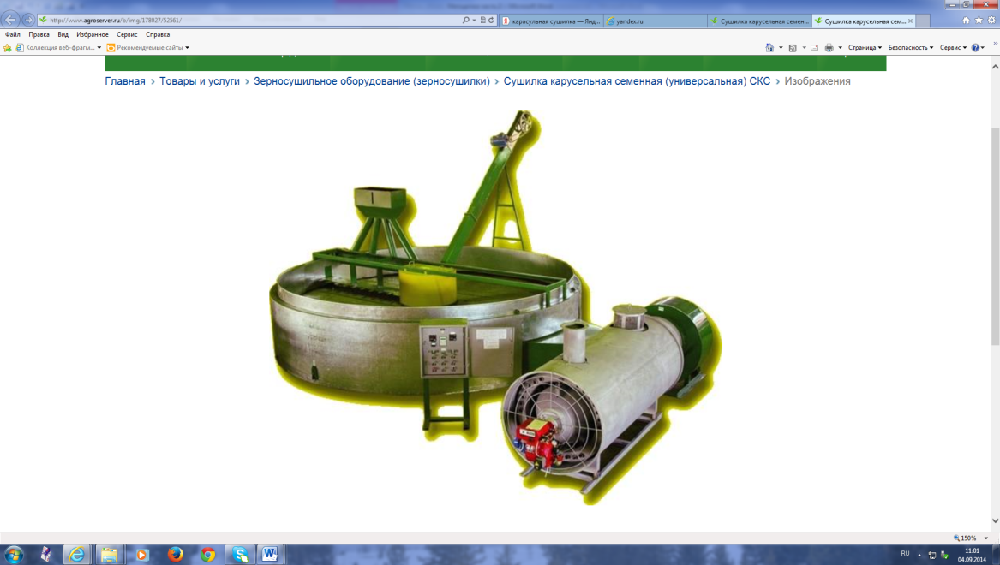 http://www.agroserver.ru/b/img/178027/52561/
карасульная сушилка — Янд...
yandex.ru
Сушилка карусельная семен...
Сушилка карусельная сем...
Файл Правка Вид Избранное Сервис Справка
Коллекция веб-фрагм... Рекомендуемые сайты
Страница Безопасность Сервис
Главная › Товары и услуги › Зерносушильное оборудование (зерносушилки) › Сушилка карусельная семенная (универсальная) СКС › Изображения
150%
RU
11:01
04.09.2014